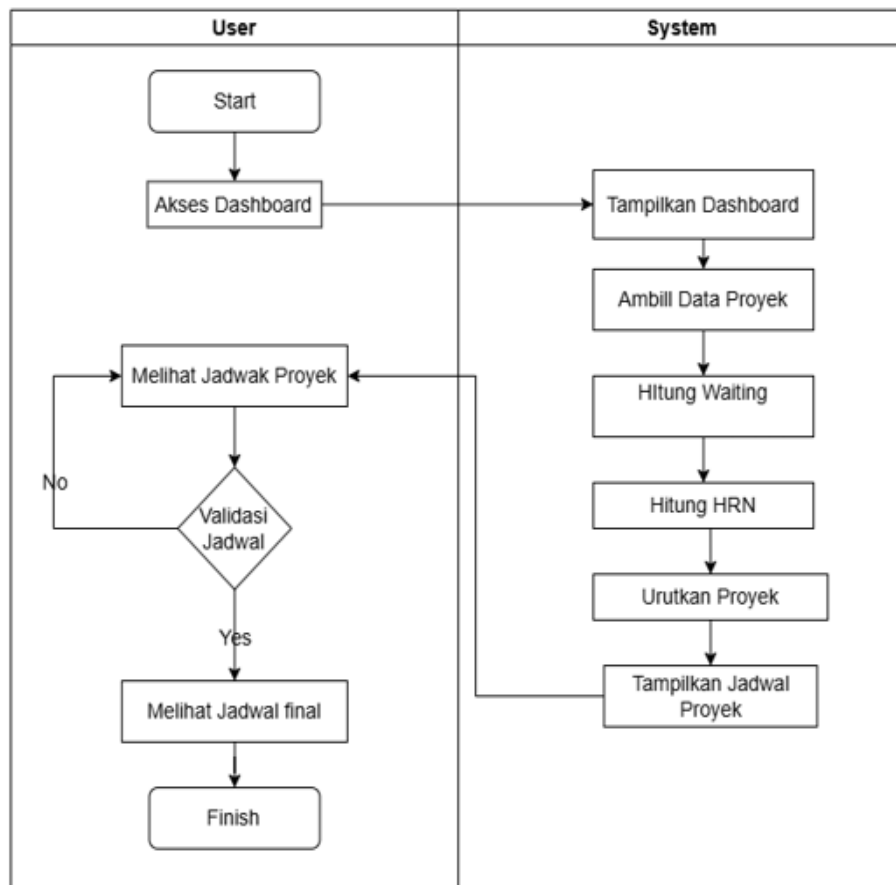 User
System
Start
Akses Dashboard
Tampilkan Dashboard
Ambill Data Proyek
Melihat Jadwak Proyek
HItung Waiting
No
Validasi
Jadwal
Hitung HRN
Urutkan Proyek
Yes
Melihat Jadwal final
Tampilkan Jadwal
Proyek
Finish